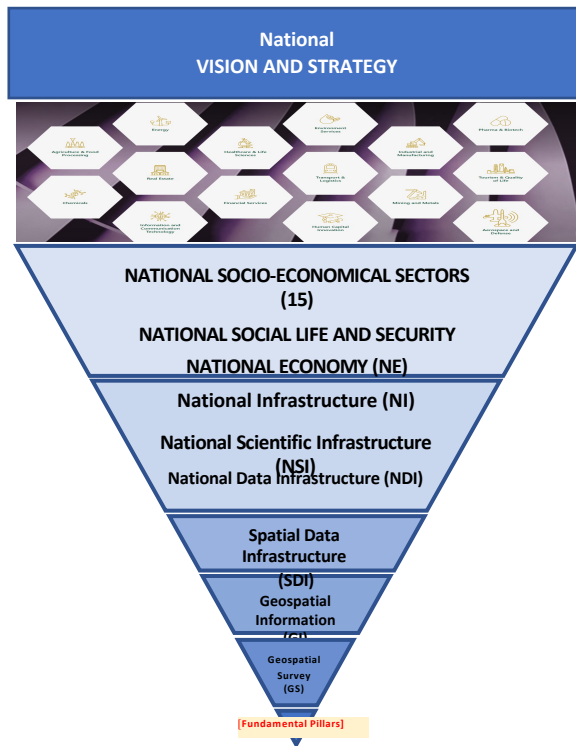 National
VISION AND STRATEGY
Energy
Environment
Services
Pharma & Biotech
Agriculture & Food
Processing
Healthcare & Life
Sciences
Industrial and
Manufacturing
Real Estate
Transport &
Logistics
Tourism & Quality
of Life
Chemicals
Financial Services
Mining and Metals
Information and
Communication
Technology
Human Capital
Innovation
Aerospace and
Defense
NATIONAL SOCIO-ECONOMICAL SECTORS
(15)
NATIONAL SOCIAL LIFE AND SECURITY
NATIONAL ECONOMY (NE)
National Infrastructure (NI)
National Scientific Infrastructure
(NSI)
National Data Infrastructure (NDI)
Spatial Data
Infrastructure
(SDI)
Geospatial
Information
(GI)
Geospatial
Survey
(GS)
[Fundamental Pillars]